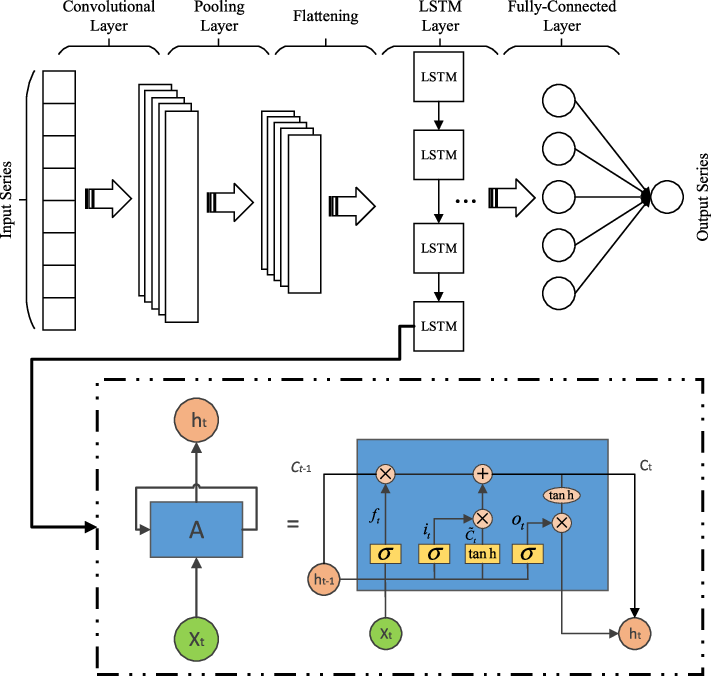 Convolutional
Layer
Pooling
Layer
Flattening
LSTM
Layer
Fully-Connected
Layer
Input Series
LSTM
LSTM
...
LSTM
LSTM
Output Series
hₜ
A
Xₜ
=
Cₜ₋₁
Cₜ
×
+
tan h
fₜ
iₜ
×
C̃ₜ
oₜ
×
σ
σ
tan h
σ
hₜ₋₁
Xₜ
hₜ